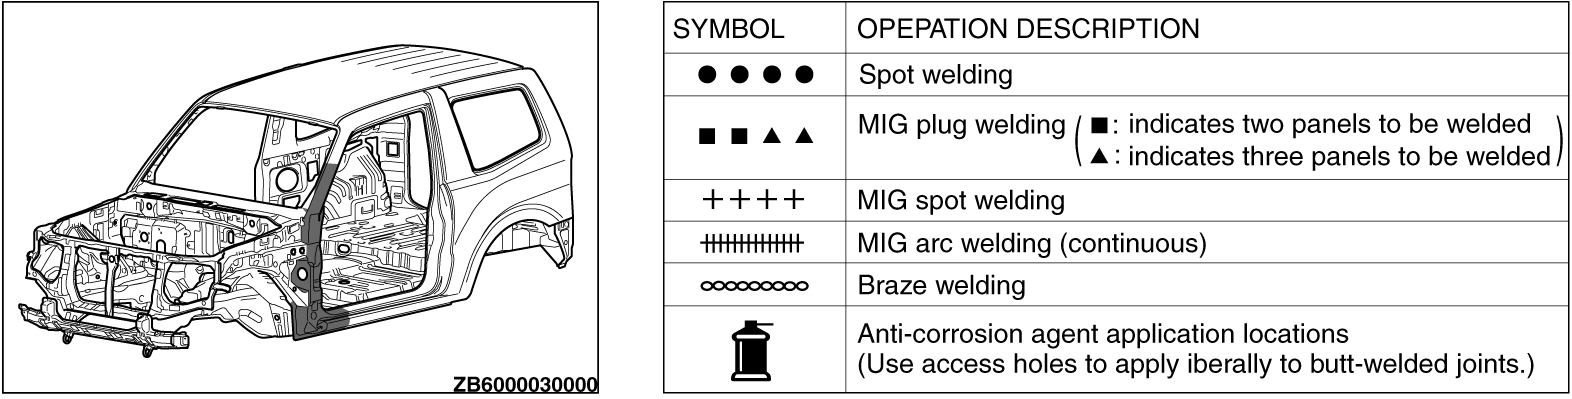 ZB6000030000
SYMBOL OPEPATION DESCRIPTION
Spot welding
MIG plug welding ( ■: indicates two panels to be welded
▲: indicates three panels to be welded )
MIG spot welding
MIG arc welding (continuous)
Braze welding
Anti-corrosion agent application locations
(Use access holes to apply iberally to butt-welded joints.)